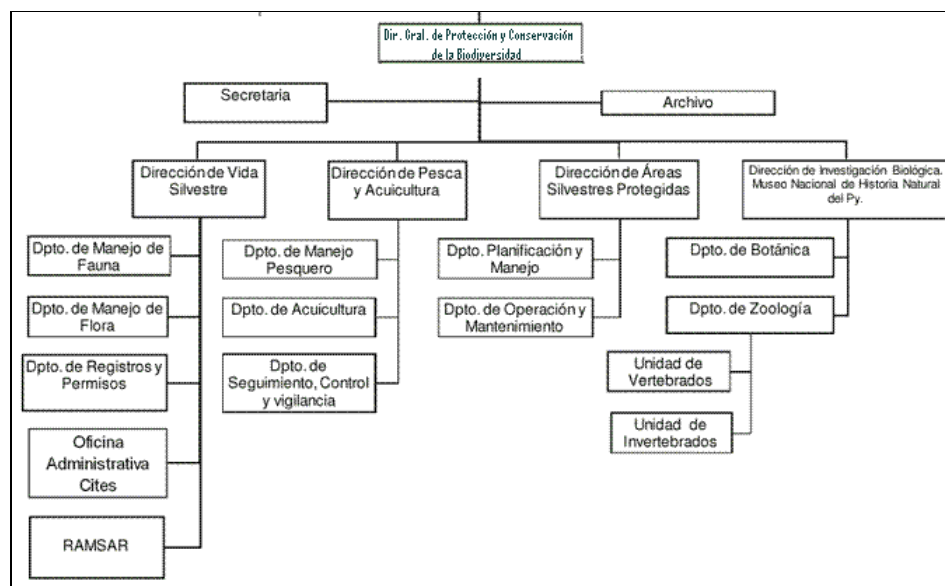 Dir. Gral. de Protección y Conservación
de la Biodiversidad
Secretaria
Archivo
Dirección de Vida
Silvestre
Dirección de Pesca
y Acuicultura
Dirección de Áreas
Silvestres Protegidas
Dirección de Investigación Biológica.
Museo Nacional de Historia Natural
del Py.
Dpto. de Manejo de
Fauna
Dpto. de Manejo de
Flora
Dpto. de Registros y
Permisos
Oficina
Administrativa
Cites
RAMSAR
Dpto. de Manejo
Pesquero
Dpto. de Acuicultura
Dpto. de
Seguimiento, Control
y vigilancia
Dpto. Planificación y
Manejo
Dpto. de Operación y
Mantenimiento
Dpto. de Botánica
Dpto. de Zoología
Unidad de
Vertebrados
Unidad de
Invertebrados